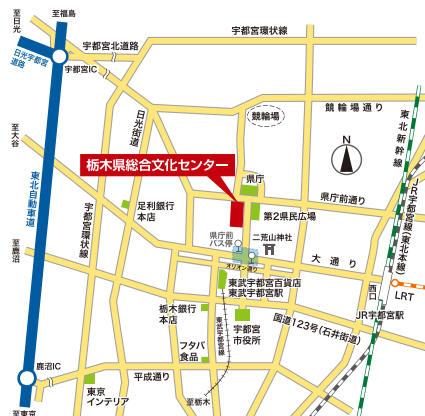 至日光
至福島
宇都宮環状線
宇都宮北道路
日光宇都宮
道路
宇都宮IC
日光街道
競輪場
競輪場通り
東北新幹線
至大谷
N
栃木県総合文化センター
県庁
県庁前通り
JR宇都宮線(東北本線)
足利銀行
本店
第2県民広場
東北自動車道
宇都宮環状線
県庁前
バス停
二荒山神社
大通り
オリオン通り
至鹿沼
東武宇都宮百貨店
東武宇都宮駅
西口
LRT
栃木銀行
本店
東武宇都宮線
宇都宮
市役所
国道123号(石井街道)
JR宇都宮駅
フタバ
食品
鹿沼IC
平成通り
東京
インテリア
至栃木
至東京